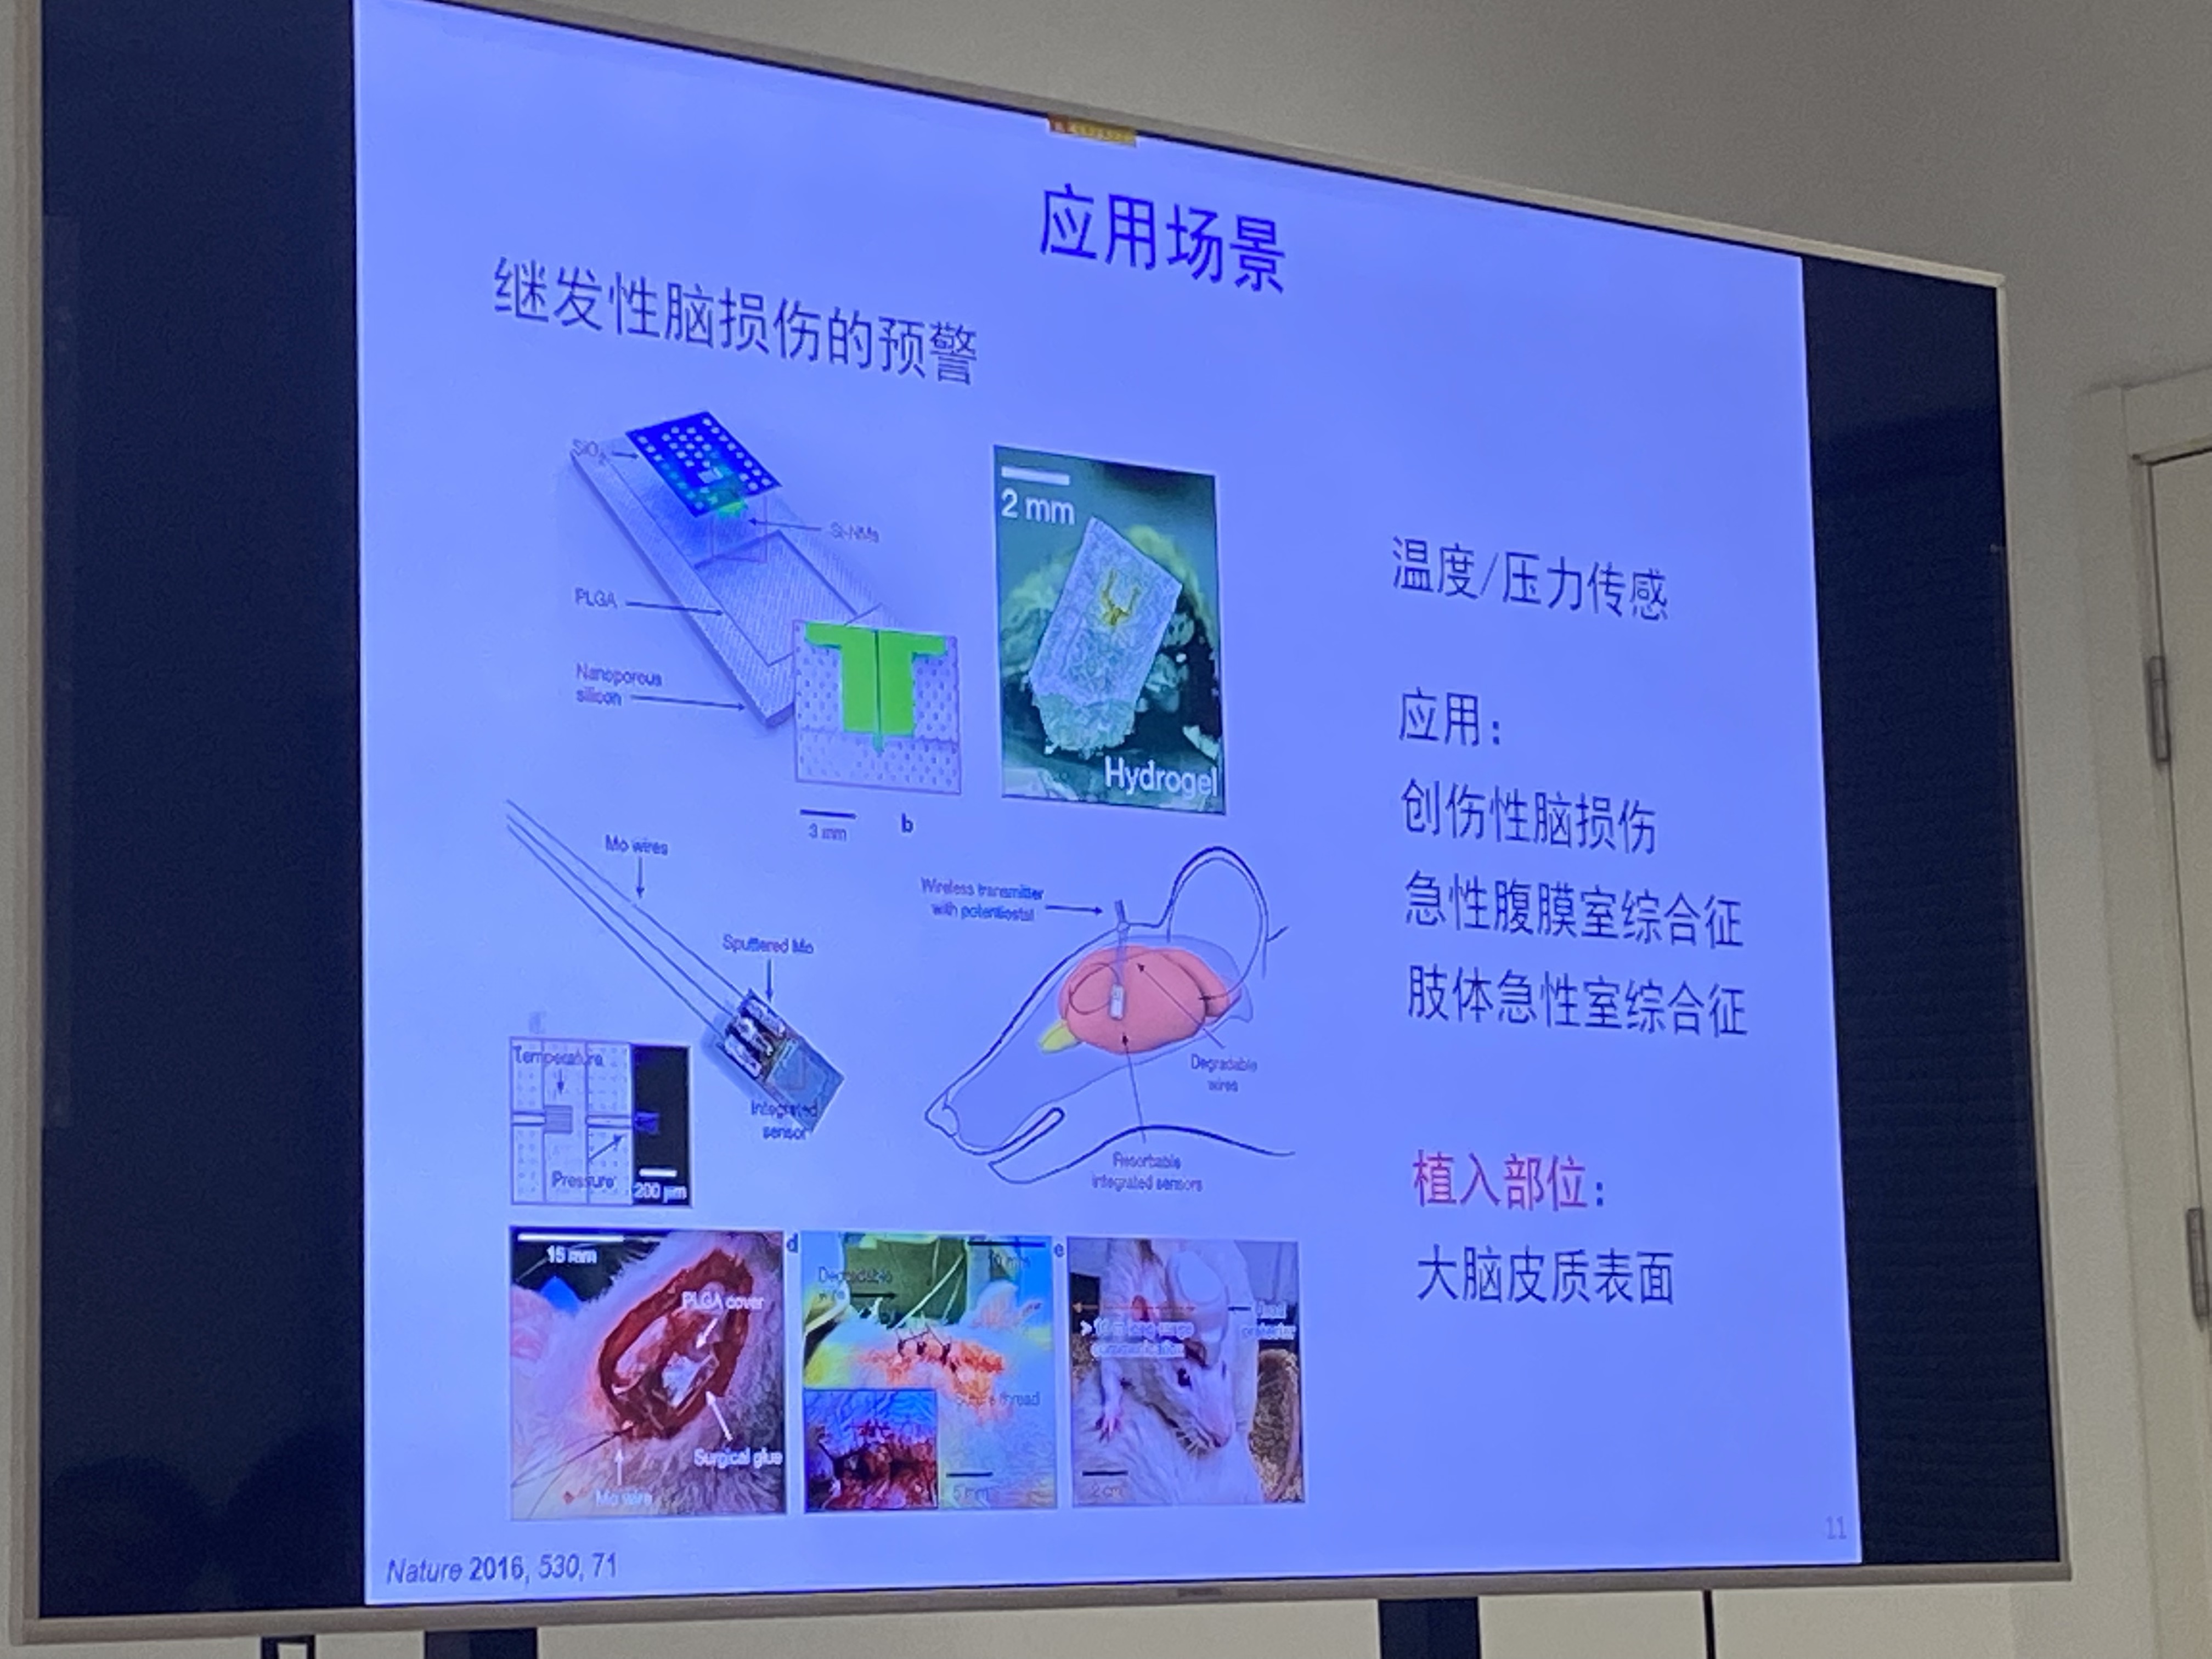 应用场景
继发性脑损伤的预警
SiO2
Si-NMs
PLGA
Nanoporous
silicon
3 mm
b
2 mm
Hydrogel
温度/压力传感
应用：
创伤性脑损伤
急性腹膜室综合征
肢体急性室综合征
植入部位：
大脑皮质表面
Mo wires
Sputtered Mo
Integrated
sensor
Temperature
Pressure
200 µm
Wireless transmitter
with potentiostat
Degradable
wires
Resorbable
integrated sensors
15 mm
PLGA cover
Surgical glue
Mo wire
d
Degradable
wire
10 mm
Suture thread
5 mm
e
2 cm
Nature 2016, 530, 71
11